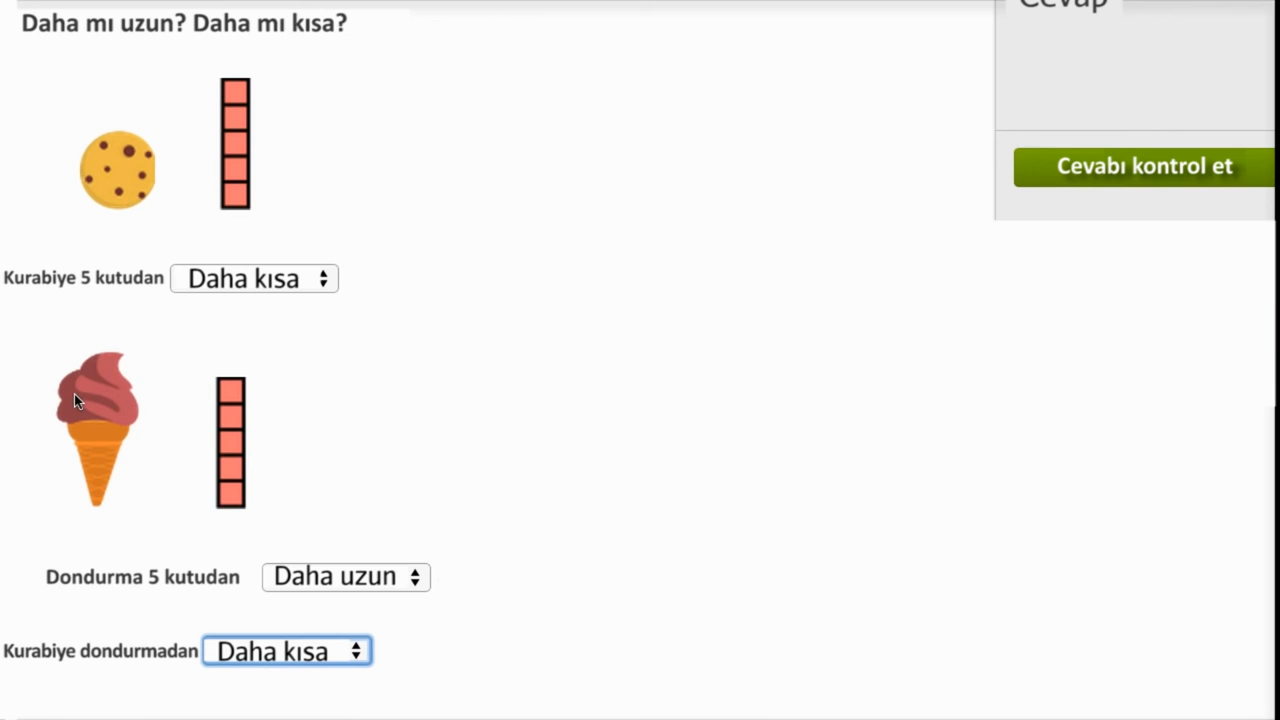 Daha mı uzun? Daha mı kısa?
Cevap
Cevabı kontrol et
Kurabiye 5 kutudan Daha kısa
Dondurma 5 kutudan Daha uzun
Kurabiye dondurmadan Daha kısa